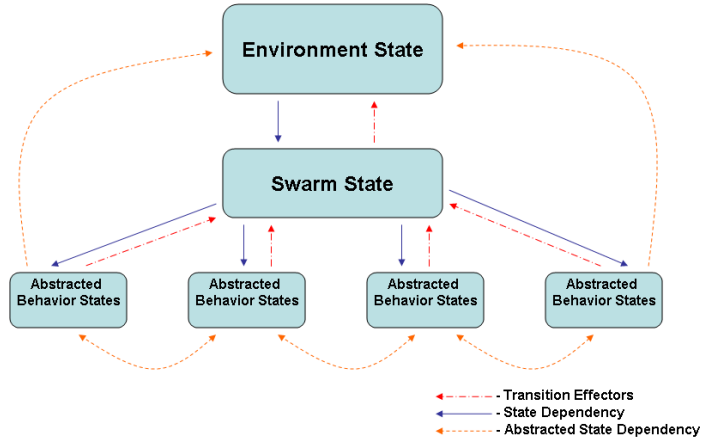 Environment State
Swarm State
Abstracted
Behavior States
Abstracted
Behavior States
Abstracted
Behavior States
Abstracted
Behavior States
- Transition Effectors
- State Dependency
- Abstracted State Dependency